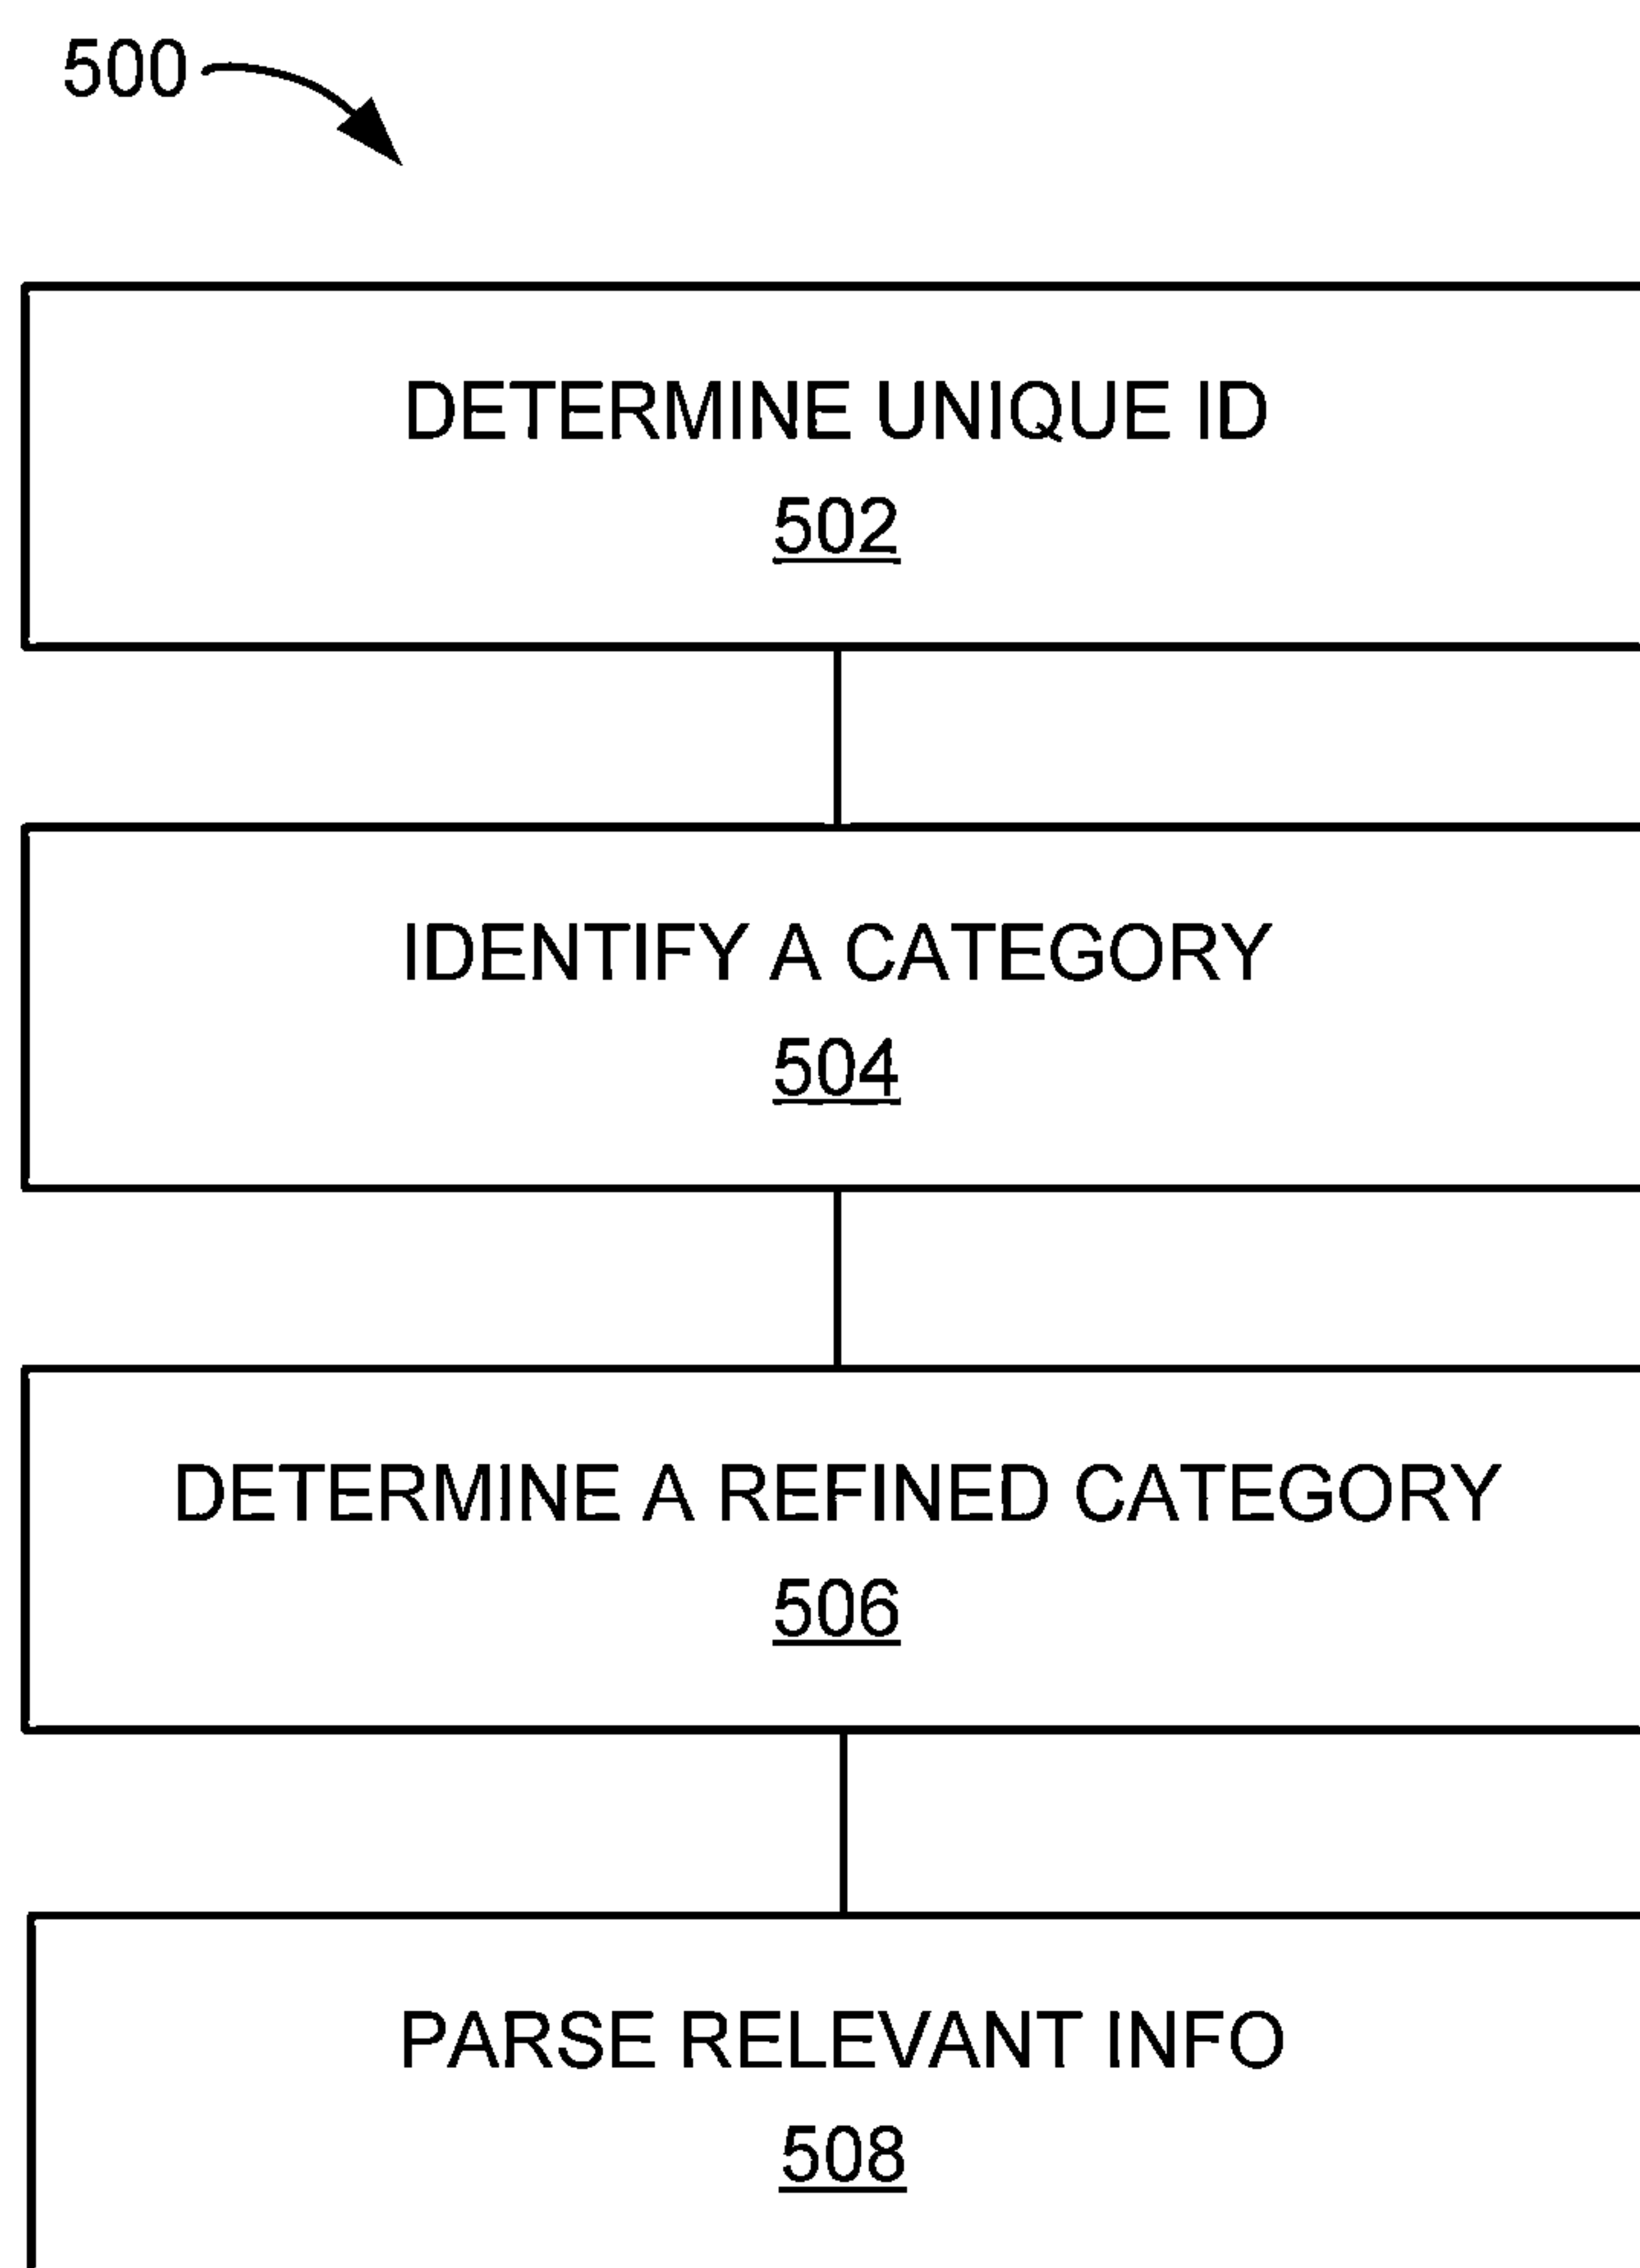 500
DETERMINE UNIQUE ID
502
IDENTIFY A CATEGORY
504
DETERMINE A REFINED CATEGORY
506
PARSE RELEVANT INFO
508